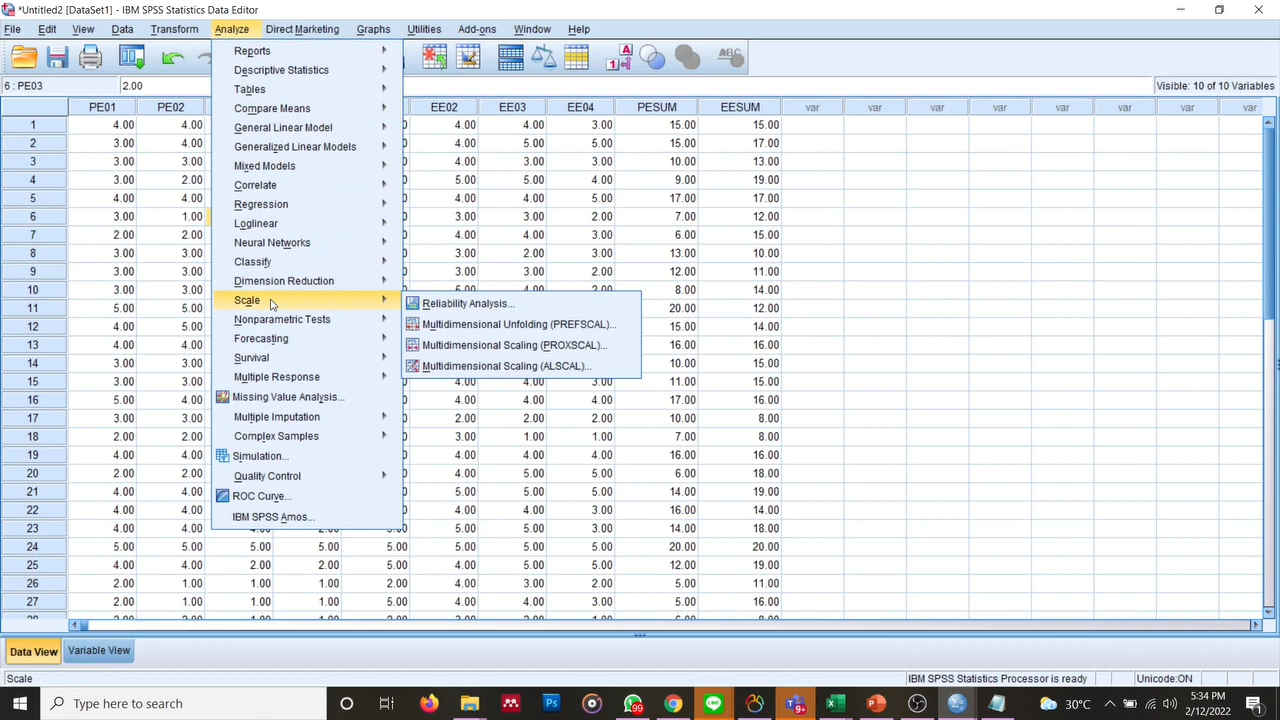 *Untitled2 [DataSet1] - IBM SPSS Statistics Data Editor
File Edit View Data Transform Analyze Direct Marketing Graphs Utilities Add-ons Window Help
6 : PE03 2.00 Visible: 10 of 10 Variables
PE01 PE02 EE02 EE03 EE04 PESUM EESUM var var var var var var var var
Reports
Descriptive Statistics
Tables
Compare Means
General Linear Model
Generalized Linear Models
Mixed Models
Correlate
Regression
Loglinear
Neural Networks
Classify
Dimension Reduction
Scale
Nonparametric Tests
Forecasting
Survival
Multiple Response
Missing Value Analysis...
Multiple Imputation
Complex Samples
Simulation...
Quality Control
ROC Curve...
IBM SPSS Amos...
Reliability Analysis...
Multidimensional Unfolding (PREFSCAL)...
Multidimensional Scaling (PROXSCAL)...
Multidimensional Scaling (ALSCAL)...
1 4.00 4.00 4.00 4.00 3.00 15.00 15.00
2 3.00 4.00 4.00 5.00 5.00 15.00 17.00
3 3.00 3.00 4.00 3.00 3.00 10.00 13.00
4 3.00 2.00 5.00 5.00 4.00 9.00 19.00
5 4.00 4.00 4.00 4.00 5.00 17.00 17.00
6 3.00 1.00 3.00 3.00 2.00 7.00 12.00
7 2.00 2.00 4.00 4.00 3.00 6.00 15.00
8 3.00 3.00 3.00 2.00 3.00 13.00 10.00
9 3.00 3.00 3.00 3.00 2.00 12.00 11.00
10 8.00 14.00
11 5.00 5.00 20.00 12.00
12 4.00 5.00 15.00 14.00
13 4.00 4.00 16.00 16.00
14 3.00 3.00 10.00 15.00
15 3.00 3.00 4.00 4.00 3.00 11.00 15.00
16 5.00 4.00 4.00 4.00 4.00 17.00 16.00
17 3.00 3.00 2.00 2.00 2.00 10.00 8.00
18 2.00 2.00 3.00 1.00 1.00 7.00 8.00
19 4.00 4.00 4.00 4.00 4.00 16.00 16.00
20 2.00 2.00 4.00 5.00 5.00 6.00 18.00
21 4.00 4.00 5.00 5.00 5.00 14.00 19.00
22 4.00 4.00 4.00 4.00 3.00 16.00 14.00
23 4.00 4.00 5.00 5.00 3.00 14.00 18.00
24 5.00 5.00 5.00 5.00 5.00 5.00 5.00 5.00 20.00 20.00
25 4.00 4.00 2.00 2.00 5.00 5.00 5.00 4.00 12.00 19.00
26 2.00 1.00 1.00 1.00 2.00 4.00 3.00 2.00 5.00 11.00
27 2.00 1.00 1.00 1.00 5.00 4.00 4.00 3.00 5.00 16.00
Data View Variable View
Scale IBM SPSS Statistics Processor is ready Unicode:ON
Type here to search
99
9+
30°C
5:34 PM
2/12/2022